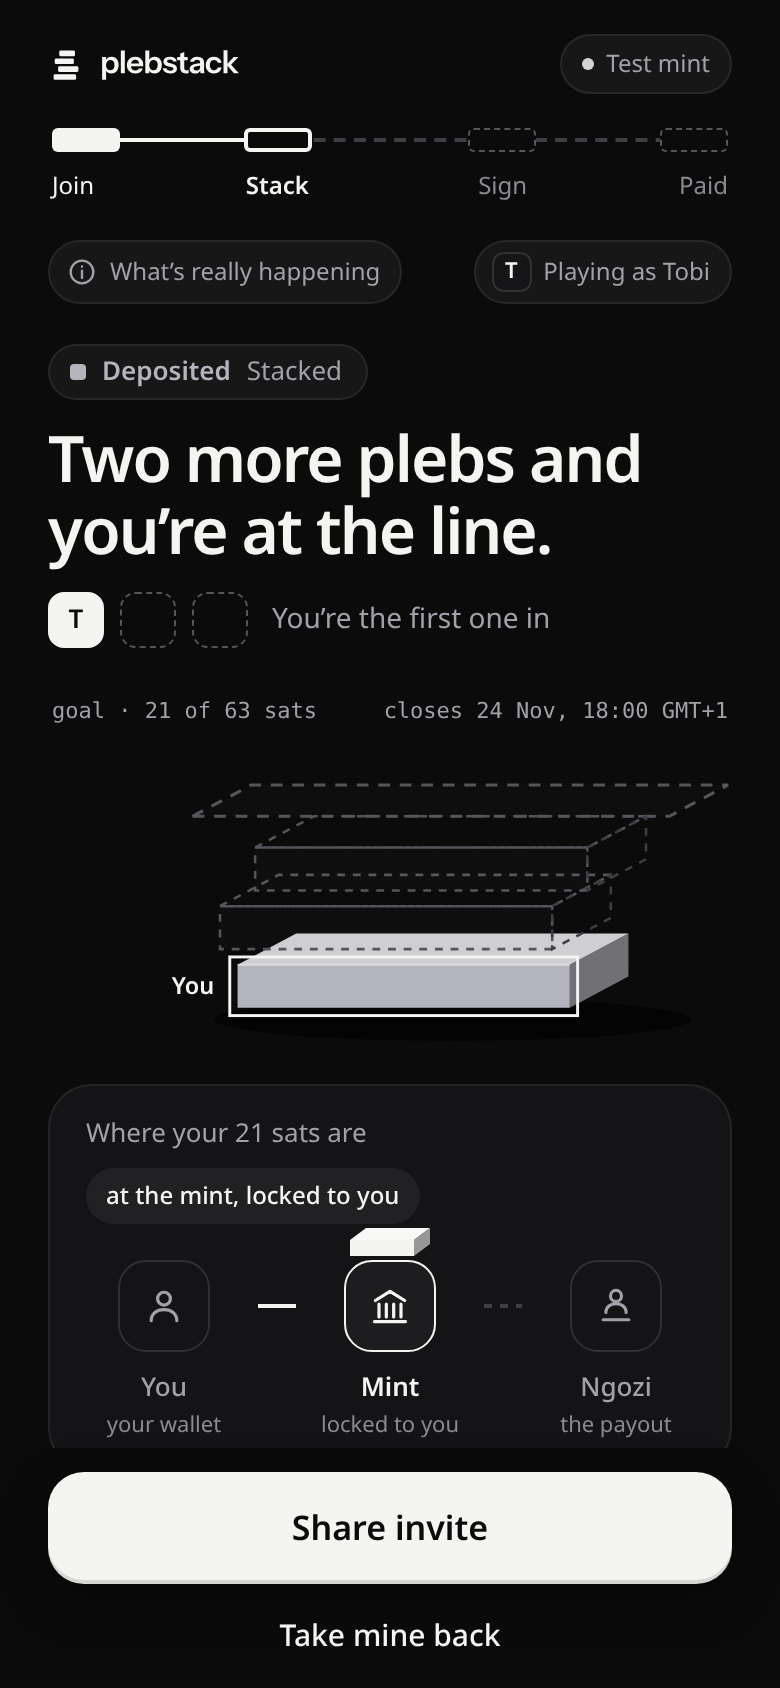 plebstack
Test mint
Join
Stack
Sign
Paid
What’s really happening
T
Playing as Tobi
Deposited Stacked
Two more plebs and
you’re at the line.
T
You’re the first one in
goal · 21 of 63 sats
closes 24 Nov, 18:00 GMT+1
You
Where your 21 sats are
at the mint, locked to you
You
Mint
Ngozi
your wallet
locked to you
the payout
Share invite
Take mine back